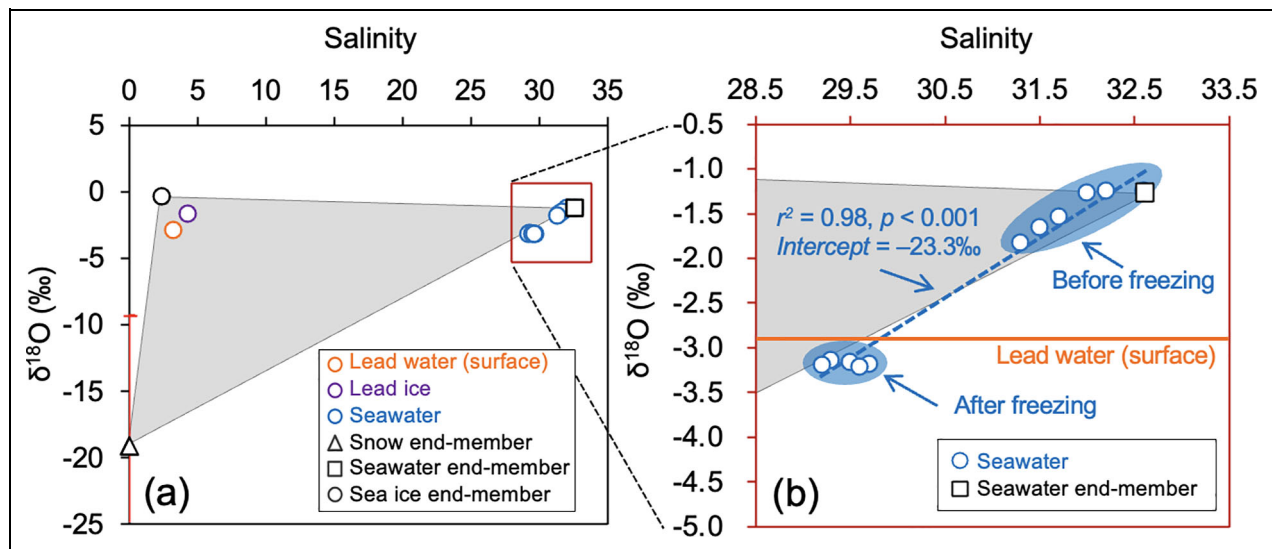 Salinity
0 5 10 15 20 25 30 35
5
0
-5
-10
-15
-20
-25
δ¹⁸O (‰)
Lead water (surface)
Lead ice
Seawater
Snow end-member
Seawater end-member
Sea ice end-member
(a)
Salinity
28.5 29.5 30.5 31.5 32.5 33.5
-0.5
-1.0
-1.5
-2.0
-2.5
-3.0
-3.5
-4.0
-4.5
-5.0
δ¹⁸O (‰)
r² = 0.98, p < 0.001
Intercept = –23.3‰
Before freezing
Lead water (surface)
After freezing
Seawater
Seawater end-member
(b)